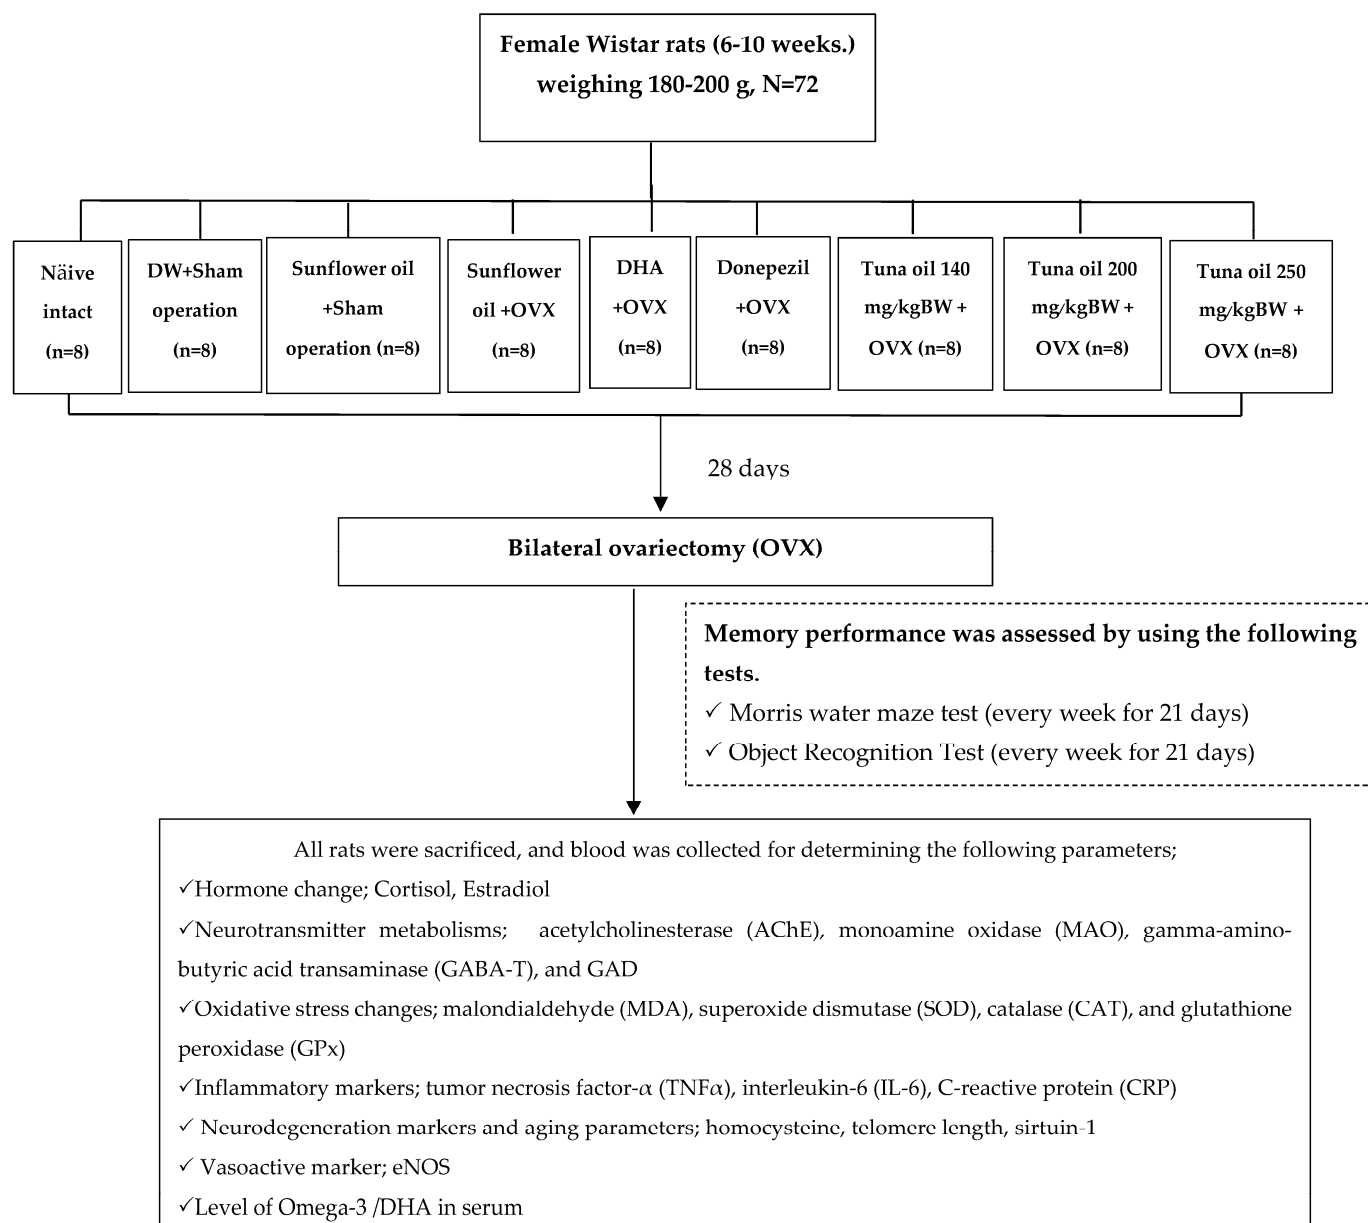 Female Wistar rats (6-10 weeks.)
weighing 180-200 g, N=72
Näive
intact
(n=8)
DW+Sham
operation
(n=8)
Sunflower oil
+Sham
operation (n=8)
Sunflower
oil +OVX
(n=8)
DHA
+OVX
(n=8)
Donepezil
+OVX
(n=8)
Tuna oil 140
mg/kgBW +
OVX (n=8)
Tuna oil 200
mg/kgBW +
OVX (n=8)
Tuna oil 250
mg/kgBW +
OVX (n=8)
28 days
Bilateral ovariectomy (OVX)
Memory performance was assessed by using the following
tests.
✓ Morris water maze test (every week for 21 days)
✓ Object Recognition Test (every week for 21 days)
All rats were sacrificed, and blood was collected for determining the following parameters;
✓Hormone change; Cortisol, Estradiol
✓Neurotransmitter metabolisms; acetylcholinesterase (AChE), monoamine oxidase (MAO), gamma-amino-
butyric acid transaminase (GABA-T), and GAD
✓Oxidative stress changes; malondialdehyde (MDA), superoxide dismutase (SOD), catalase (CAT), and glutathione
peroxidase (GPx)
✓Inflammatory markers; tumor necrosis factor-α (TNFα), interleukin-6 (IL-6), C-reactive protein (CRP)
✓ Neurodegeneration markers and aging parameters; homocysteine, telomere length, sirtuin-1
✓ Vasoactive marker; eNOS
✓Level of Omega-3 /DHA in serum